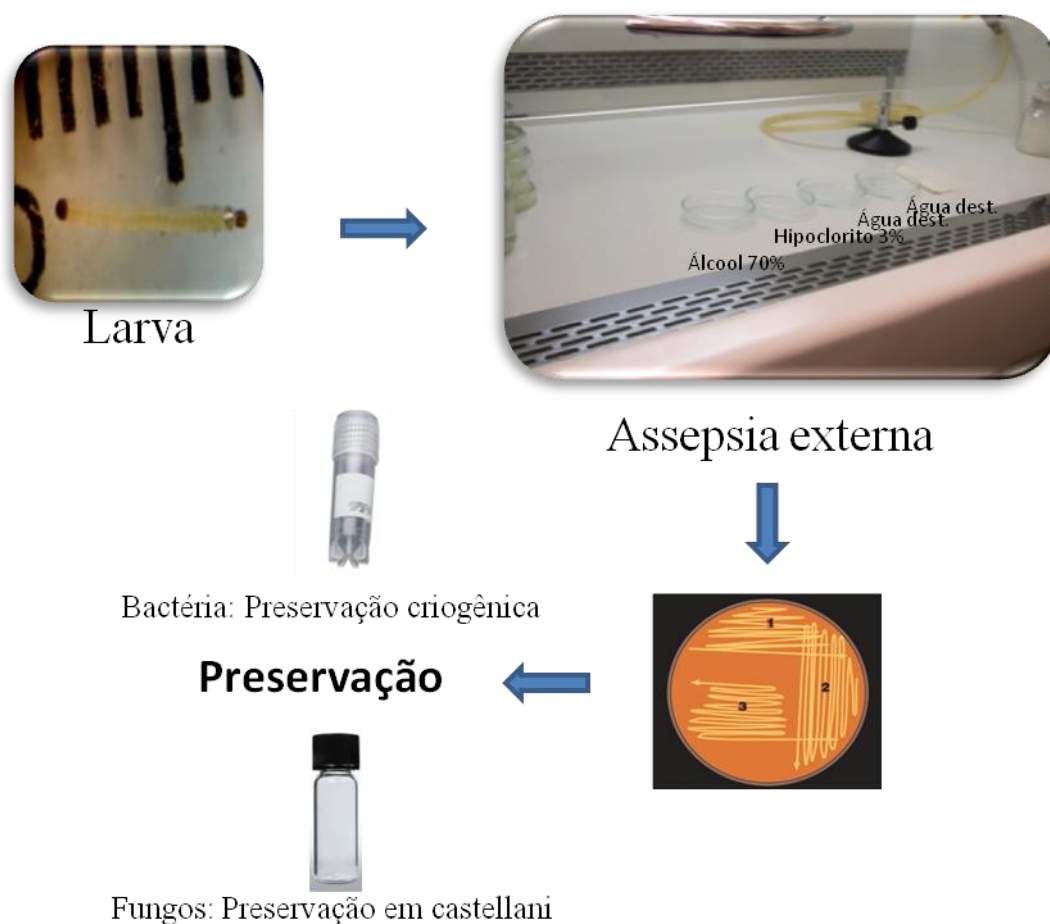 Larva
Água dest.
Água dest.
Hipoclorito 3%
Álcool 70%
Assepsia externa
Bactéria: Preservação criogênica
Preservação
1
2
3
Fungos: Preservação em castellani